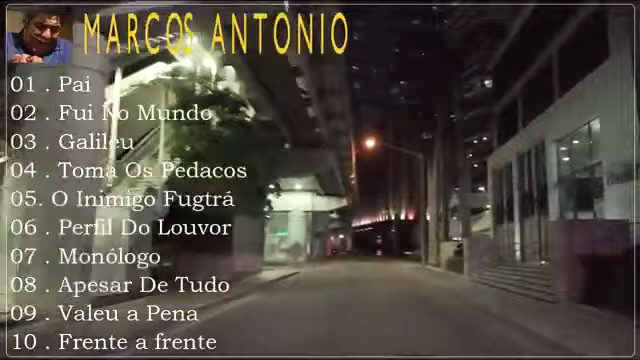 MARCOS ANTONIO
01 . Pai
02 . Fui No Mundo
03 . Galileu
04 . Toma Os Pedacos
05. O Inimigo Fugtrá
06 . Perfil Do Louvor
07 . Monólogo
08 . Apesar De Tudo
09 . Valeu a Pena
10 . Frente a frente